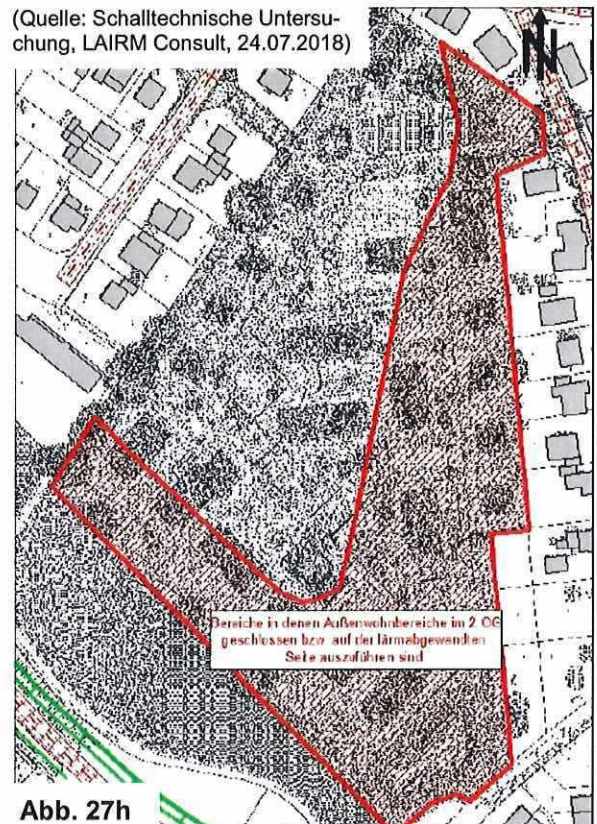 (Quelle: Schalltechnische Untersu-
chung, LAIRM Consult, 24.07.2018)
N
Bereiche in denen Außenwohnbereiche im 2 OG
geschlossen bzw. auf der lärmabgewandten
Seite auszuführen sind
Abb. 27h